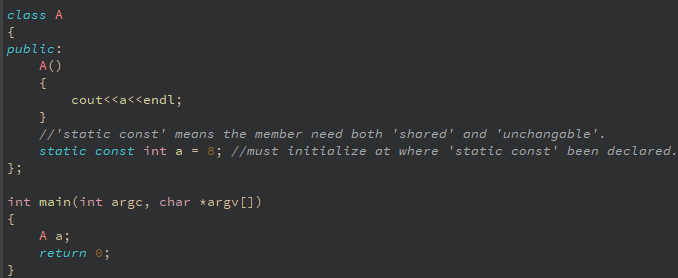 class A
{
public:
    A()
    {
        cout<<a<<endl;
    }
    //'static const' means the member need both 'shared' and 'unchangable'.
    static const int a = 8; //must initialize at where 'static const' been declared.
};

int main(int argc, char *argv[])
{
    A a;
    return 0;
}